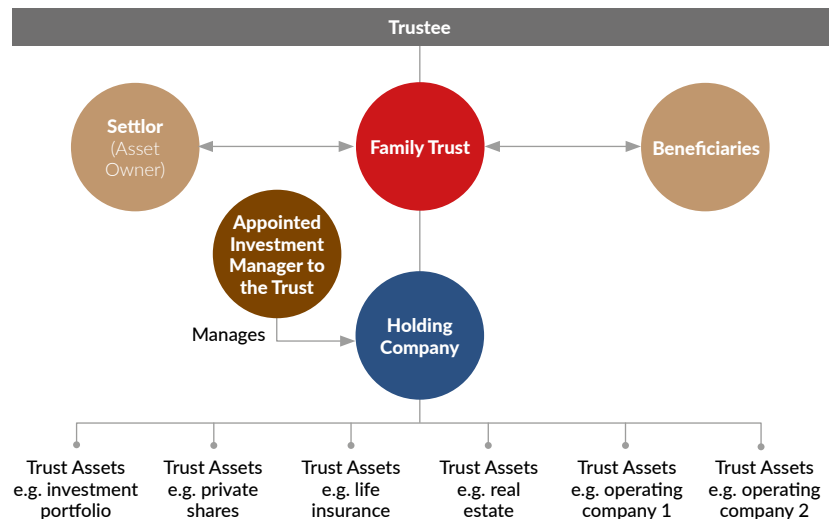 Trustee
Settlor
(Asset
Owner)
Family Trust
Beneficiaries
Appointed
Investment
Manager to
the Trust
Manages
Holding
Company
Trust Assets
e.g. investment
portfolio
Trust Assets
e.g. private
shares
Trust Assets
e.g. life
insurance
Trust Assets
e.g. real
estate
Trust Assets
e.g. operating
company 1
Trust Assets
e.g. operating
company 2